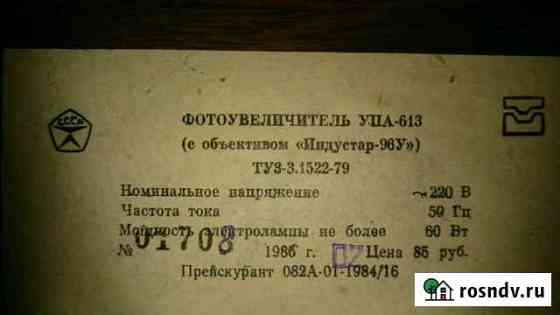 СССР
ФОТОУВЕЛИЧИТЕЛЬ УПА-613
(с объективом «Индустар-96У»)
ТУ3-3.1522-79
Номинальное напряжение ~220 В
Частота тока 50 Гц
Мощность электролампы не более 60 Вт
№ 01708 1986 г. Цена 85 руб.
Прейскурант 082А-01-1984/16
rosndv.ru